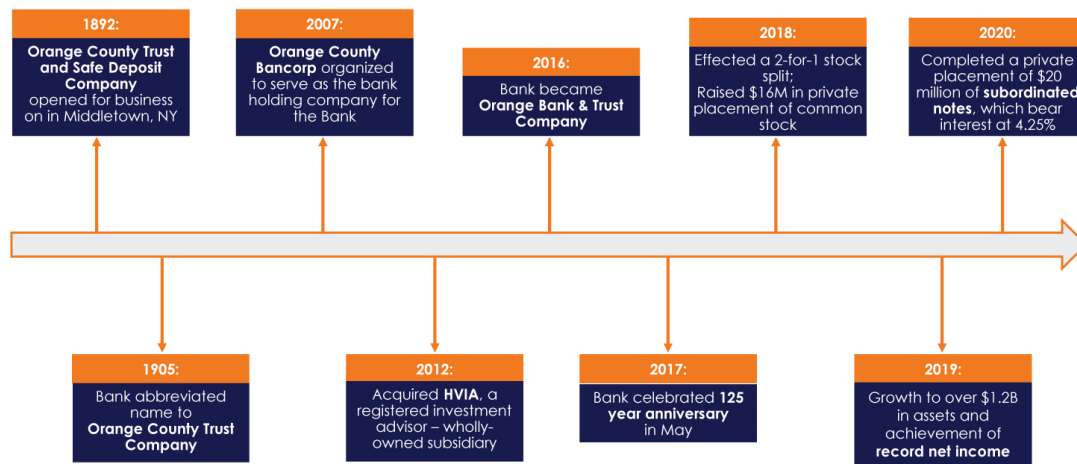 1892:
Orange County Trust
and Safe Deposit
Company
opened for business
on in Middletown, NY
2007:
Orange County
Bancorp organized
to serve as the bank
holding company for
the Bank
2016:
Bank became
Orange Bank & Trust
Company
2018:
Effected a 2-for-1 stock
split;
Raised $16M in private
placement of common
stock
2020:
Completed a private
placement of $20
million of subordinated
notes, which bear
interest at 4.25%
1905:
Bank abbreviated
name to
Orange County Trust
Company
2012:
Acquired HVIA, a
registered investment
advisor – wholly-
owned subsidiary
2017:
Bank celebrated 125
year anniversary
in May
2019:
Growth to over $1.2B
in assets and
achievement of
record net income